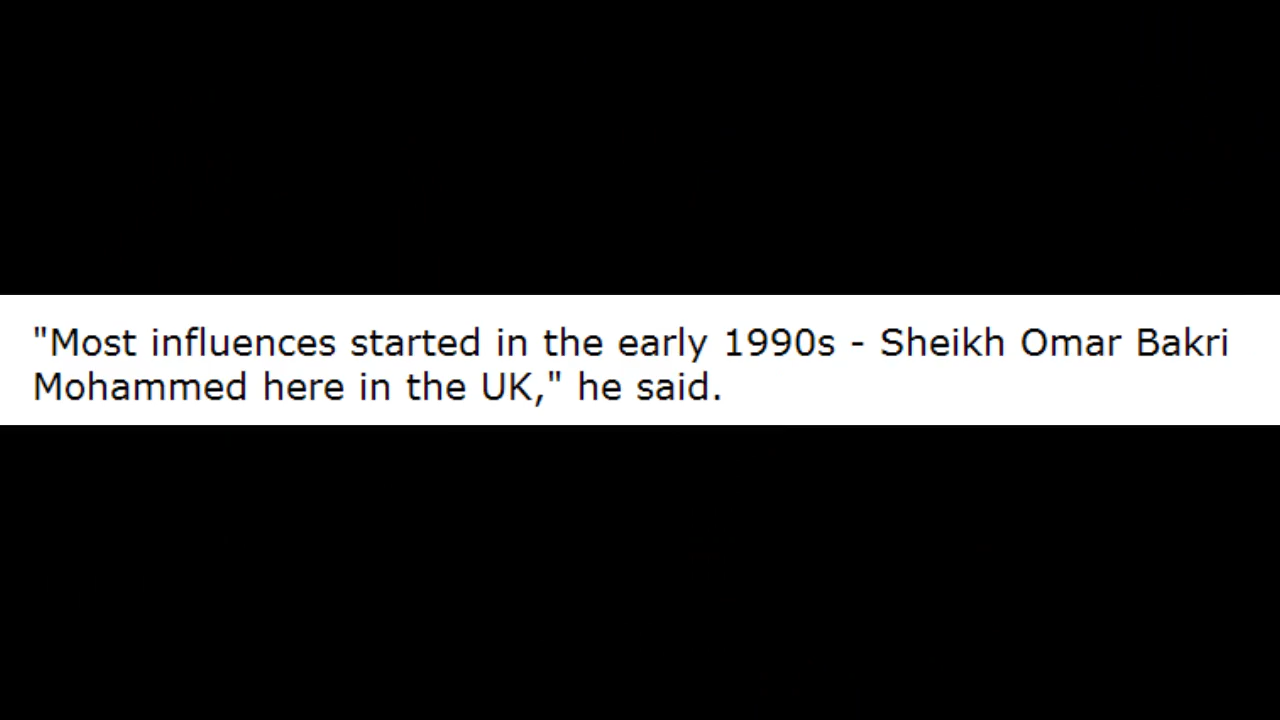 "Most influences started in the early 1990s - Sheikh Omar Bakri
Mohammed here in the UK," he said.